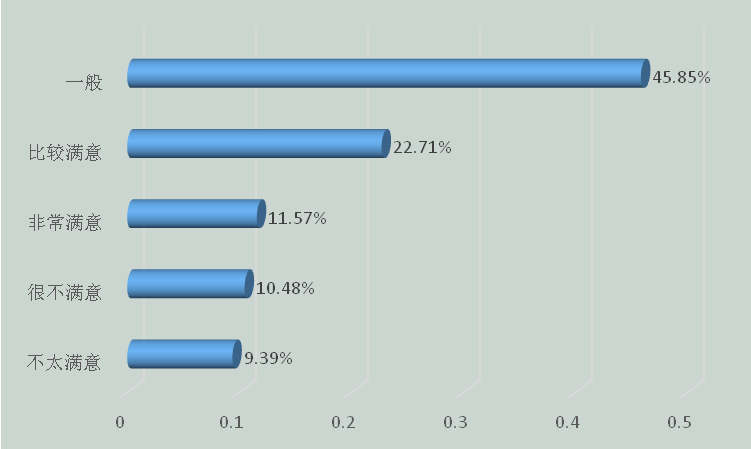 一般 45.85%
比较满意 22.71%
非常满意 11.57%
很不满意 10.48%
不太满意 9.39%
0 0.1 0.2 0.3 0.4 0.5